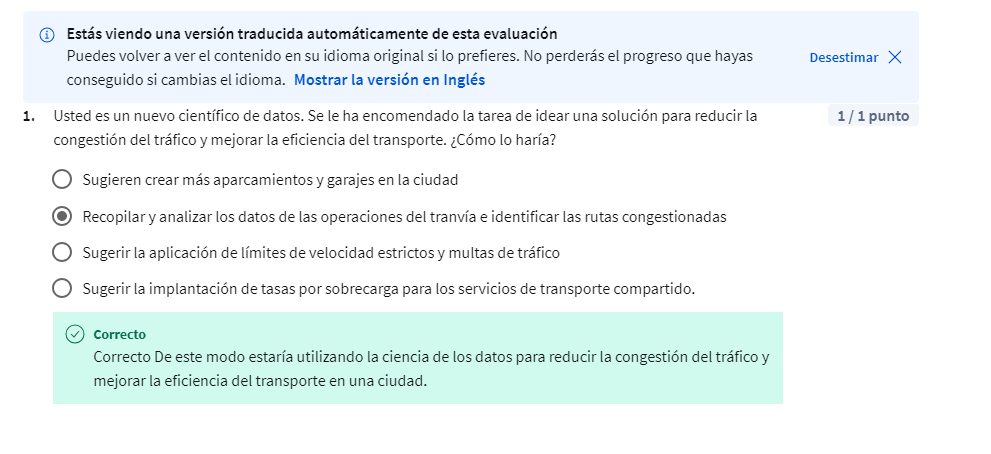 Estás viendo una versión traducida automáticamente de esta evaluación
Puedes volver a ver el contenido en su idioma original si lo prefieres. No perderás el progreso que hayas
conseguido si cambias el idioma. Mostrar la versión en Inglés
Desestimar
1. Usted es un nuevo científico de datos. Se le ha encomendado la tarea de idear una solución para reducir la
congestión del tráfico y mejorar la eficiencia del transporte. ¿Cómo lo haría?
1 / 1 punto
Sugieren crear más aparcamientos y garajes en la ciudad
Recopilar y analizar los datos de las operaciones del tranvía e identificar las rutas congestionadas
Sugerir la aplicación de límites de velocidad estrictos y multas de tráfico
Sugerir la implantación de tasas por sobrecarga para los servicios de transporte compartido.
Correcto
Correcto De este modo estaría utilizando la ciencia de los datos para reducir la congestión del tráfico y
mejorar la eficiencia del transporte en una ciudad.